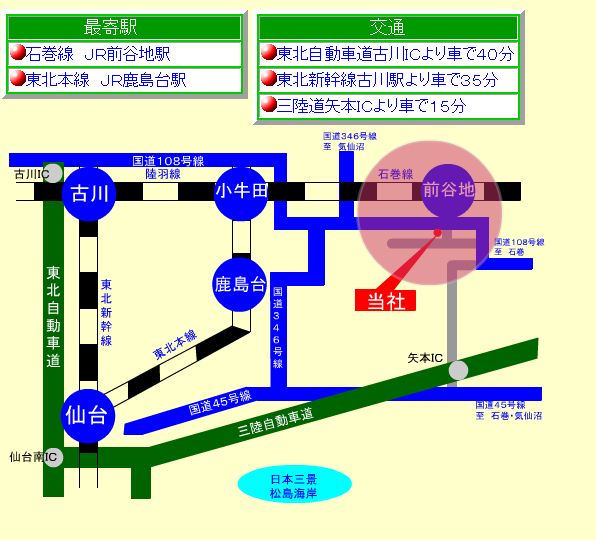 最寄駅
石巻線 JR前谷地駅
東北本線 JR鹿島台駅
交通
東北自動車道古川ICより車で40分
東北新幹線古川駅より車で35分
三陸道矢本ICより車で15分
国道346号線
至 気仙沼
国道108号線
古川IC
陸羽線
石巻線
古川
小牛田
前谷地
国道108号線
至 石巻
東北自動車道
東北新幹線
鹿島台
国道346号線
当社
東北本線
矢本IC
国道45号線
国道45号線
至 石巻・気仙沼
仙台
三陸自動車道
仙台南IC
日本三景
松島海岸